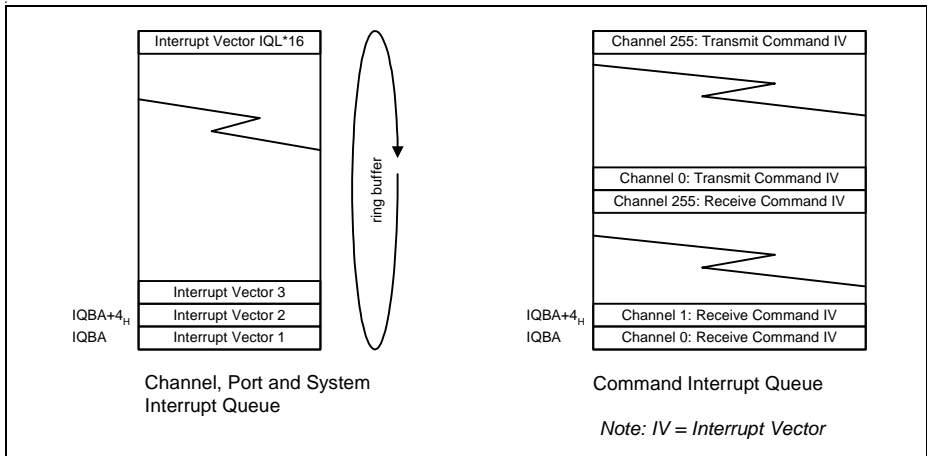 Interrupt Vector IQL*16
ring buffer
Interrupt Vector 3
IQBA+4H
Interrupt Vector 2
IQBA
Interrupt Vector 1
Channel, Port and System
Interrupt Queue
Channel 255: Transmit Command IV
Channel 0: Transmit Command IV
Channel 255: Receive Command IV
IQBA+4H
Channel 1: Receive Command IV
IQBA
Channel 0: Receive Command IV
Command Interrupt Queue
Note: IV = Interrupt Vector